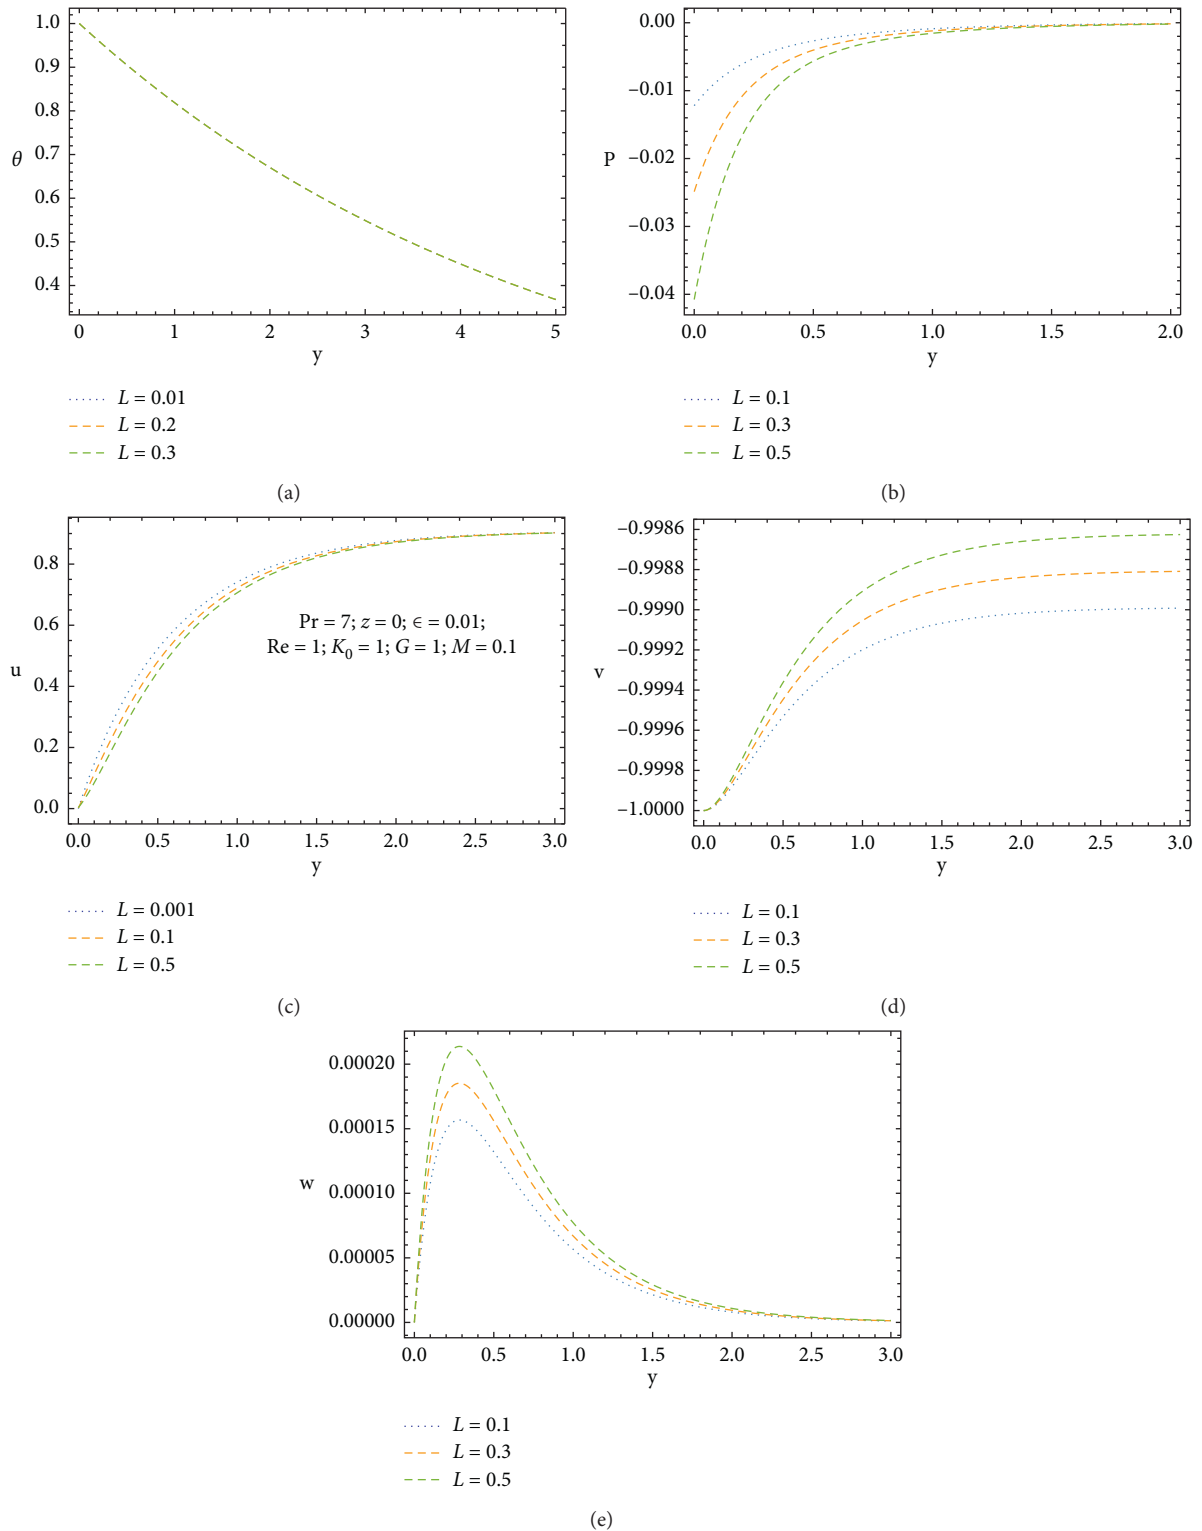 1.0
0.9
0.8
0.7
0.6
0.5
0.4
θ
0 1 2 3 4 5
y
L = 0.01
L = 0.2
L = 0.3
(a)
0.00
–0.01
–0.02
–0.03
–0.04
P
0.0 0.5 1.0 1.5 2.0
y
L = 0.1
L = 0.3
L = 0.5
(b)
0.8
0.6
0.4
0.2
0.0
u
Pr = 7; z = 0; ϵ = 0.01;
Re = 1; K₀ = 1; G = 1; M = 0.1
0.0 0.5 1.0 1.5 2.0 2.5 3.0
y
L = 0.001
L = 0.1
L = 0.5
(c)
–0.9986
–0.9988
–0.9990
–0.9992
–0.9994
–0.9996
–0.9998
–1.0000
v
0.0 0.5 1.0 1.5 2.0 2.5 3.0
y
L = 0.1
L = 0.3
L = 0.5
(d)
0.00020
0.00015
0.00010
0.00005
0.00000
w
0.0 0.5 1.0 1.5 2.0 2.5 3.0
y
L = 0.1
L = 0.3
L = 0.5
(e)